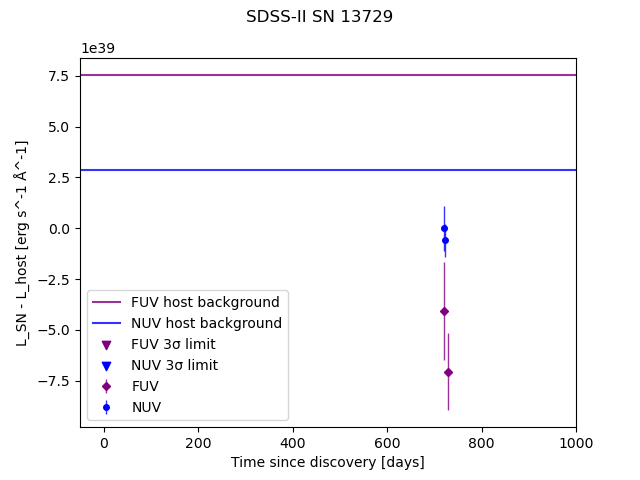 SDSS-II SN 13729
1e39
7.5
5.0
2.5
0.0
−2.5
−5.0
−7.5
L_SN - L_host [erg s^-1 Å^-1]
FUV host background
NUV host background
FUV 3σ limit
NUV 3σ limit
FUV
NUV
0 200 400 600 800 1000
Time since discovery [days]